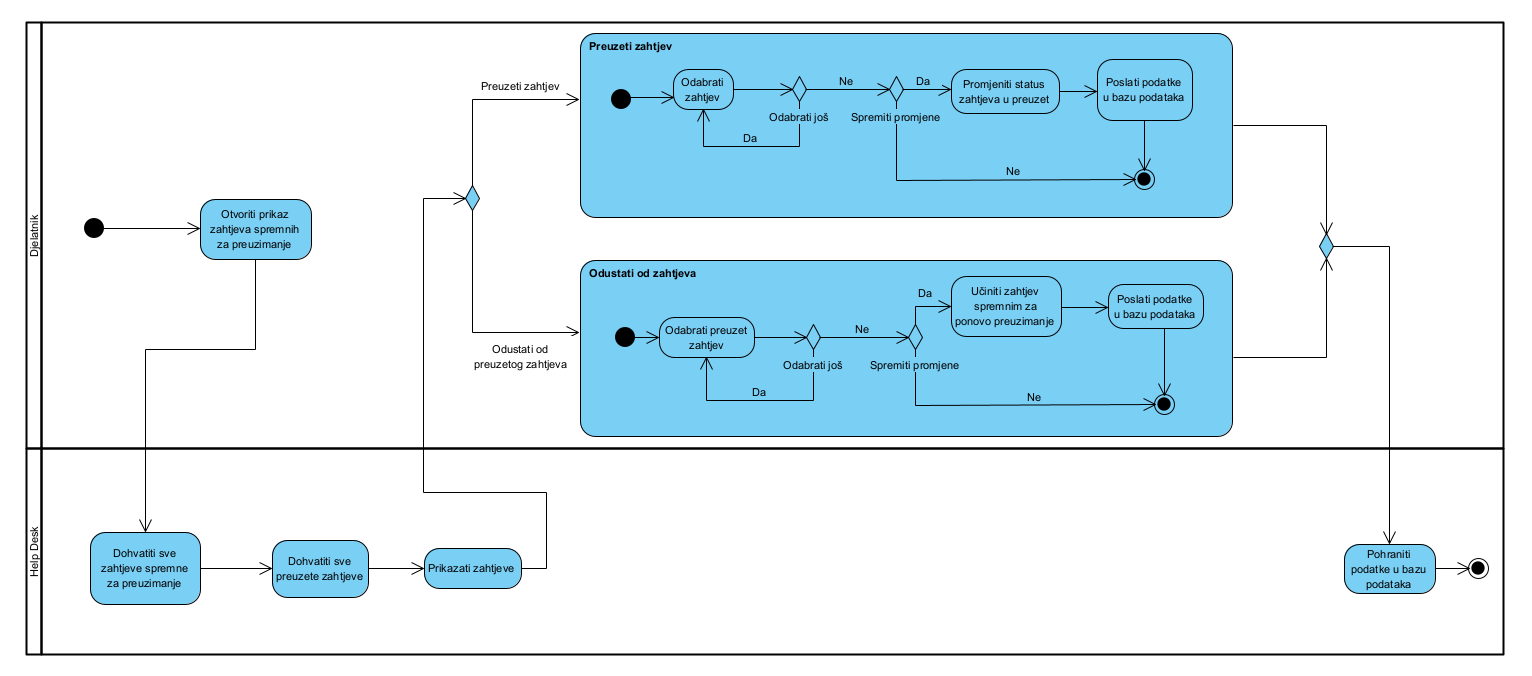 Djelatnik
Otvoriti prikaz
zahtjeva spremnih
za preuzimanje
Preuzeti zahtjev
Odustati od
preuzetog zahtjeva
Preuzeti zahtjev
Odabrati
zahtjev
Da
Odabrati još
Ne
Spremiti promjene
Da
Ne
Promjeniti status
zahtjeva u preuzet
Poslati podatke
u bazu podataka
Odustati od zahtjeva
Odabrati preuzet
zahtjev
Da
Odabrati još
Ne
Spremiti promjene
Da
Ne
Učiniti zahtjev
spremnim za
ponovo preuzimanje
Poslati podatke
u bazu podataka
Help Desk
Dohvatiti sve
zahtjeve spremne
za preuzimanje
Dohvatiti sve
preuzete zahtjeve
Prikazati zahtjeve
Pohraniti
podatke u bazu
podataka